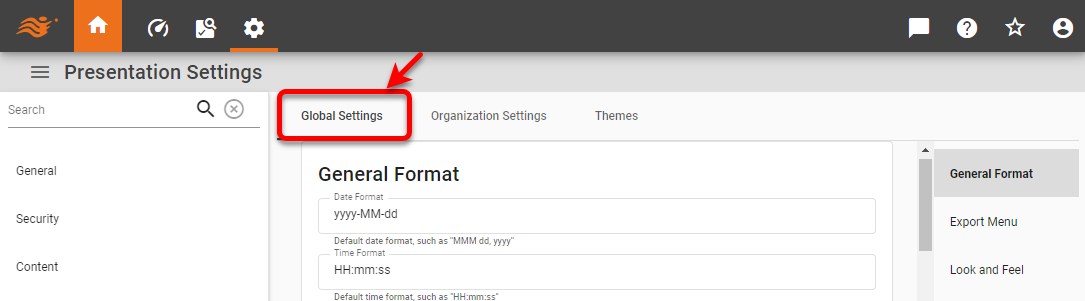 Presentation Settings
Search
General
Security
Content
Global Settings
Organization Settings
Themes
General Format
Date Format
yyyy-MM-dd
Default date format, such as "MMM dd, yyyy"
Time Format
HH:mm:ss
Default time format, such as "HH:mm:ss"
General Format
Export Menu
Look and Feel